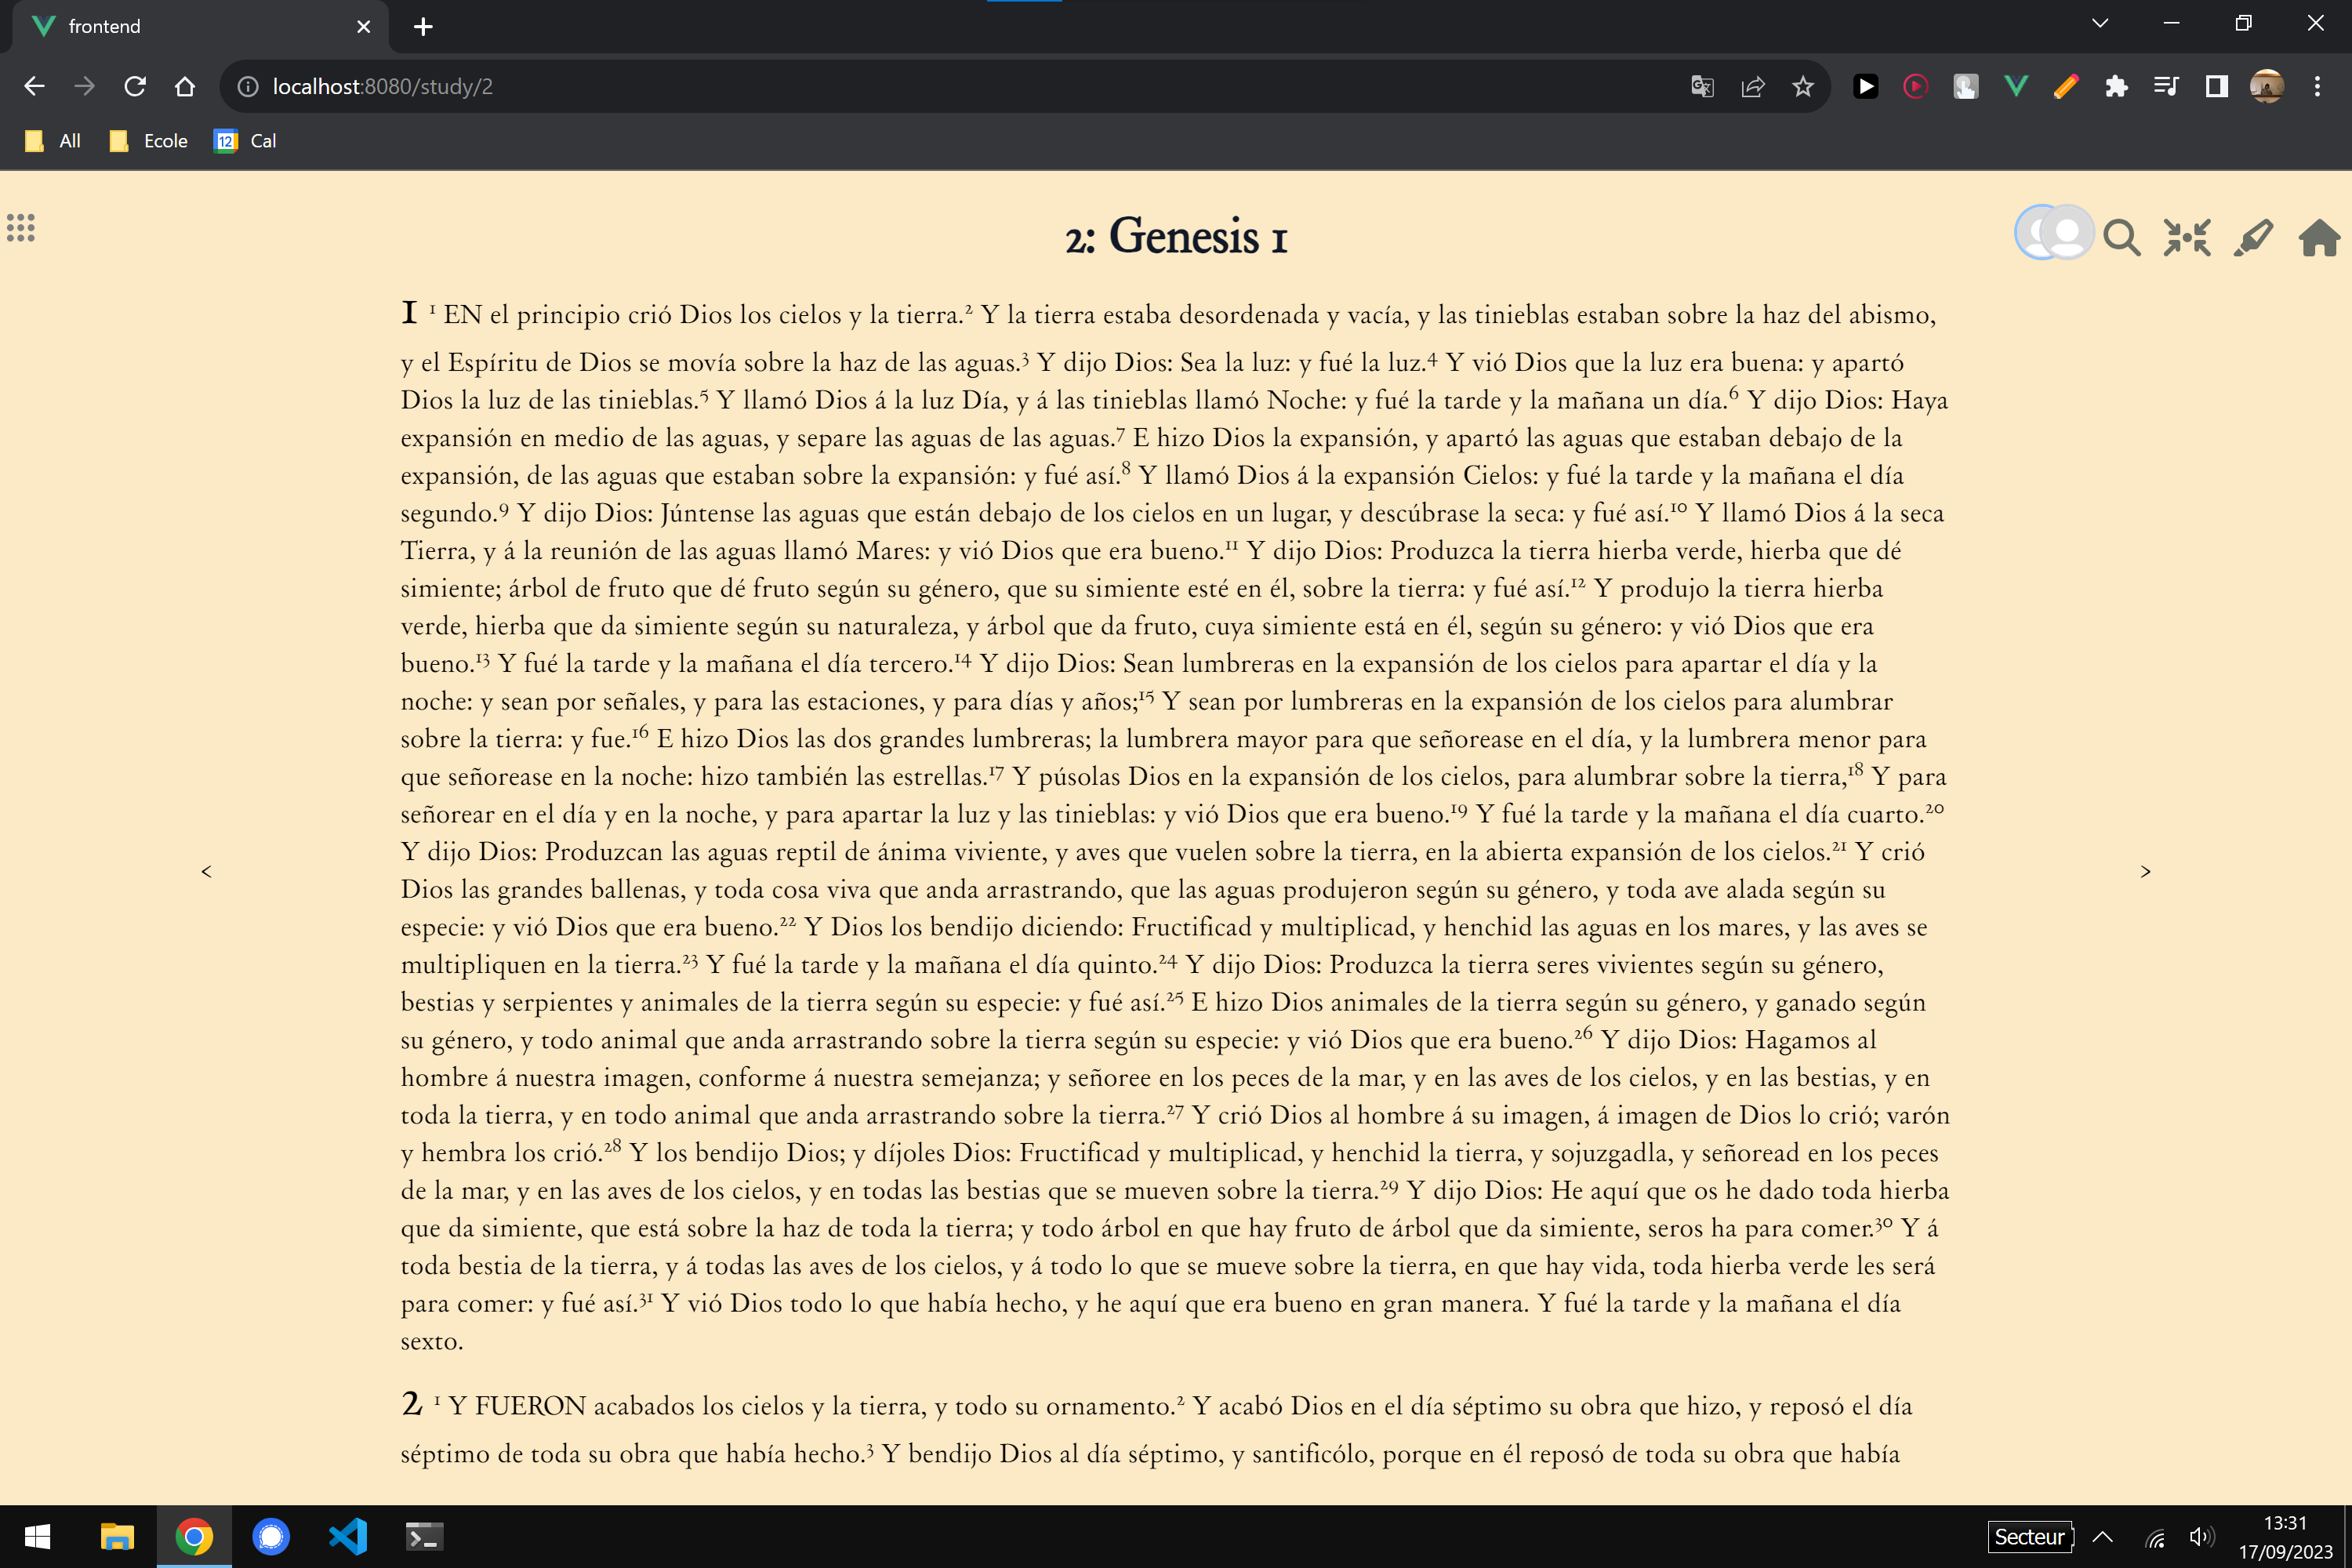 frontend
localhost:8080/study/2
All
Ecole
12
Cal
2: Genesis 1
1 1 EN el principio crió Dios los cielos y la tierra.2 Y la tierra estaba desordenada y vacía, y las tinieblas estaban sobre la haz del abismo,
y el Espíritu de Dios se movía sobre la haz de las aguas.3 Y dijo Dios: Sea la luz: y fué la luz.4 Y vió Dios que la luz era buena: y apartó
Dios la luz de las tinieblas.5 Y llamó Dios á la luz Día, y á las tinieblas llamó Noche: y fué la tarde y la mañana un día.6 Y dijo Dios: Haya
expansión en medio de las aguas, y separe las aguas de las aguas.7 E hizo Dios la expansión, y apartó las aguas que estaban debajo de la
expansión, de las aguas que estaban sobre la expansión: y fué así.8 Y llamó Dios á la expansión Cielos: y fué la tarde y la mañana el día
segundo.9 Y dijo Dios: Júntense las aguas que están debajo de los cielos en un lugar, y descúbrase la seca: y fué así.10 Y llamó Dios á la seca
Tierra, y á la reunión de las aguas llamó Mares: y vió Dios que era bueno.11 Y dijo Dios: Produzca la tierra hierba verde, hierba que dé
simiente; árbol de fruto que dé fruto según su género, que su simiente esté en él, sobre la tierra: y fué así.12 Y produjo la tierra hierba
verde, hierba que da simiente según su naturaleza, y árbol que da fruto, cuya simiente está en él, según su género: y vió Dios que era
bueno.13 Y fué la tarde y la mañana el día tercero.14 Y dijo Dios: Sean lumbreras en la expansión de los cielos para apartar el día y la
noche: y sean por señales, y para las estaciones, y para días y años;15 Y sean por lumbreras en la expansión de los cielos para alumbrar
sobre la tierra: y fue.16 E hizo Dios las dos grandes lumbreras; la lumbrera mayor para que señorease en el día, y la lumbrera menor para
que señorease en la noche: hizo también las estrellas.17 Y púsolas Dios en la expansión de los cielos, para alumbrar sobre la tierra,18 Y para
señorear en el día y en la noche, y para apartar la luz y las tinieblas: y vió Dios que era bueno.19 Y fué la tarde y la mañana el día cuarto.20
Y dijo Dios: Produzcan las aguas reptil de ánima viviente, y aves que vuelen sobre la tierra, en la abierta expansión de los cielos.21 Y crió
Dios las grandes ballenas, y toda cosa viva que anda arrastrando, que las aguas produjeron según su género, y toda ave alada según su
especie: y vió Dios que era bueno.22 Y Dios los bendijo diciendo: Fructificad y multiplicad, y henchid las aguas en los mares, y las aves se
multipliquen en la tierra.23 Y fué la tarde y la mañana el día quinto.24 Y dijo Dios: Produzca la tierra seres vivientes según su género,
bestias y serpientes y animales de la tierra según su especie: y fué así.25 E hizo Dios animales de la tierra según su género, y ganado según
su género, y todo animal que anda arrastrando sobre la tierra según su especie: y vió Dios que era bueno.26 Y dijo Dios: Hagamos al
hombre á nuestra imagen, conforme á nuestra semejanza; y señoree en los peces de la mar, y en las aves de los cielos, y en las bestias, y en
toda la tierra, y en todo animal que anda arrastrando sobre la tierra.27 Y crió Dios al hombre á su imagen, á imagen de Dios lo crió; varón
y hembra los crió.28 Y los bendijo Dios; y díjoles Dios: Fructificad y multiplicad, y henchid la tierra, y sojuzgadla, y señoread en los peces
de la mar, y en las aves de los cielos, y en todas las bestias que se mueven sobre la tierra.29 Y dijo Dios: He aquí que os he dado toda hierba
que da simiente, que está sobre la haz de toda la tierra; y todo árbol en que hay fruto de árbol que da simiente, seros ha para comer.30 Y á
toda bestia de la tierra, y á todas las aves de los cielos, y á todo lo que se mueve sobre la tierra, en que hay vida, toda hierba verde les será
para comer: y fué así.31 Y vió Dios todo lo que había hecho, y he aquí que era bueno en gran manera. Y fué la tarde y la mañana el día
sexto.
2 1 Y FUERON acabados los cielos y la tierra, y todo su ornamento.2 Y acabó Dios en el día séptimo su obra que hizo, y reposó el día
séptimo de toda su obra que había hecho.3 Y bendijo Dios al día séptimo, y santificólo, porque en él reposó de toda su obra que había
<
>
Secteur
13:31
17/09/2023